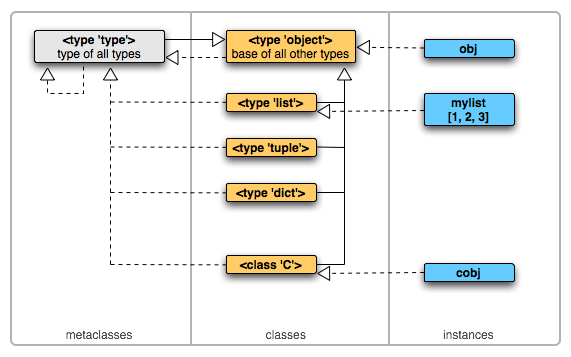 <type 'type'>
type of all types
<type 'object'>
base of all other types
obj
<type 'list'>
mylist
[1, 2, 3]
<type 'tuple'>
<type 'dict'>
<class 'C'>
cobj
metaclasses
classes
instances